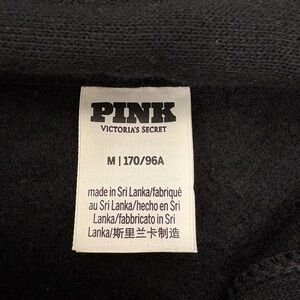 PINK
VICTORIA'S SECRET
M | 170/96A
made in Sri Lanka/fabriqué
au Sri Lanka/hecho en Sri
Lanka/fabbricato in Sri
Lanka/斯里兰卡制造